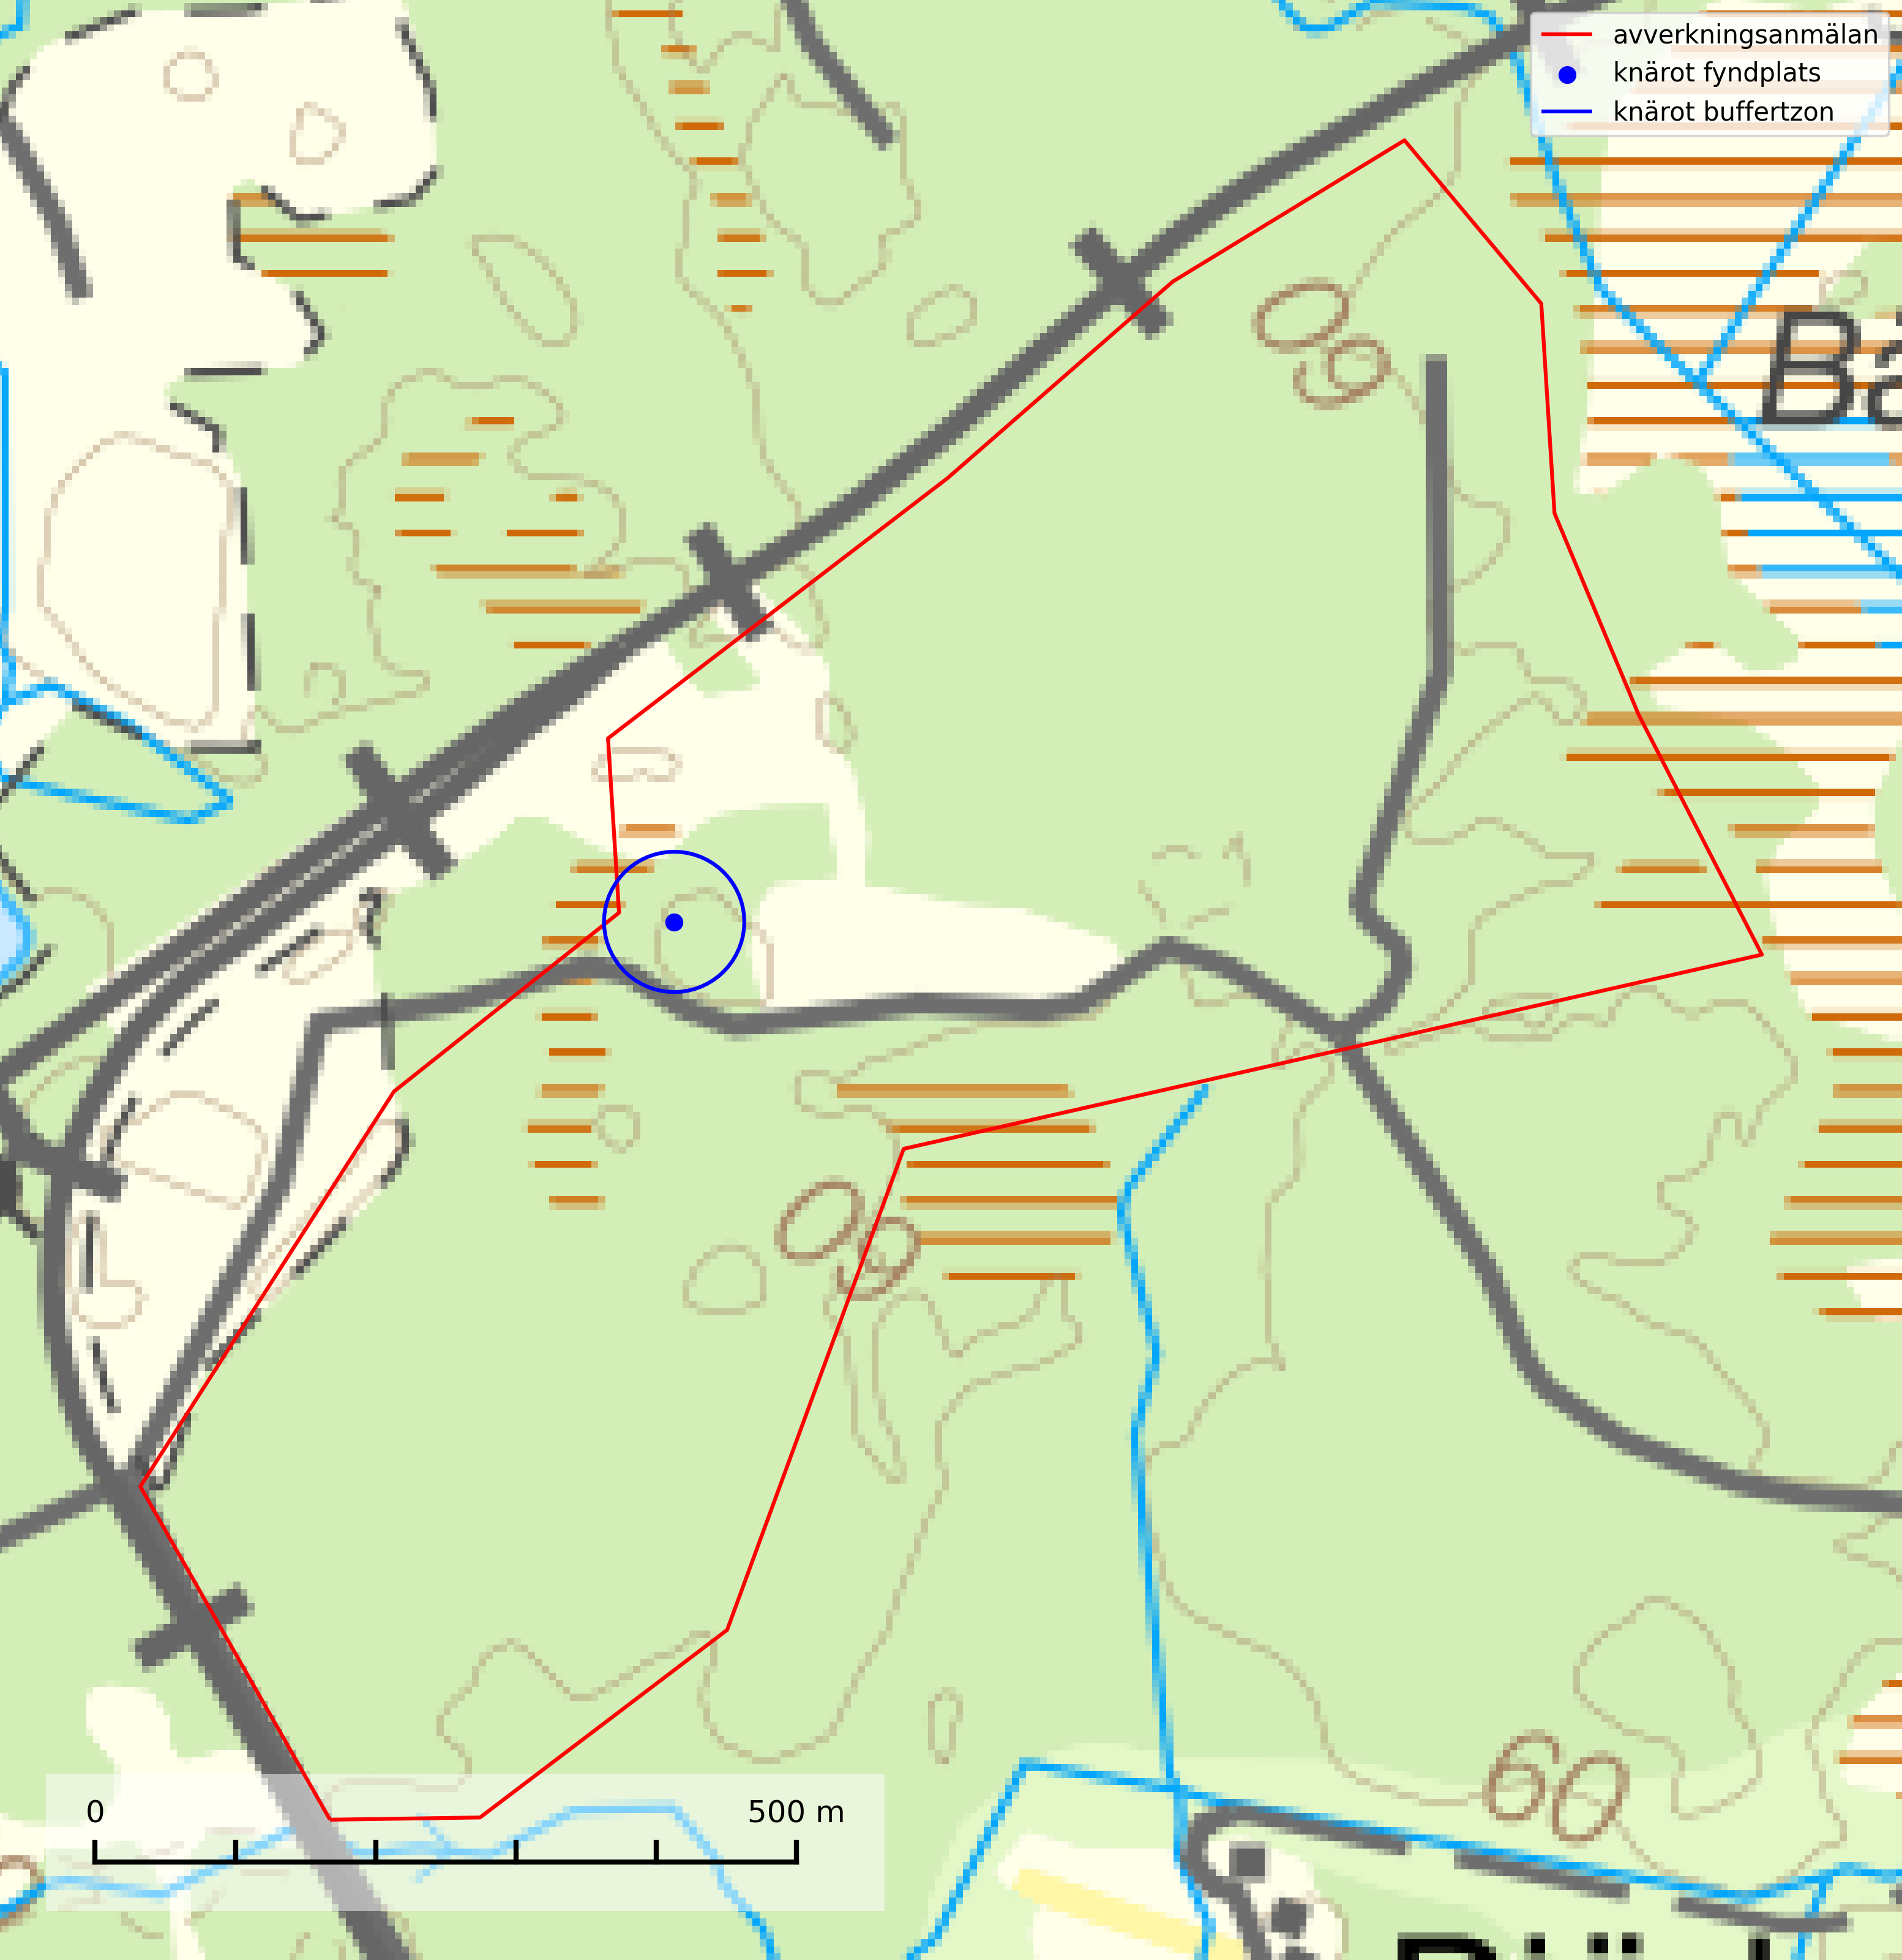 avverkningsanmälan
knärot fyndplats
knärot buffertzon
60
60
60
0 500 m